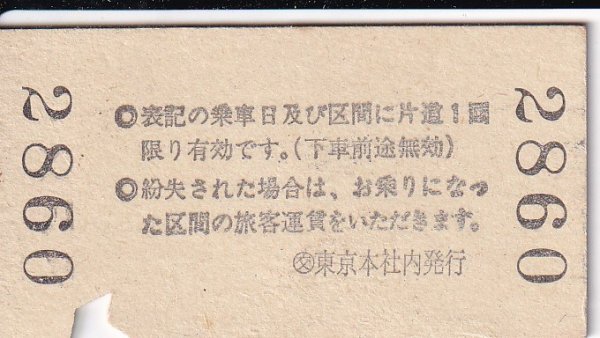 2860
◎表記の乗車日及び区間に片道1回
限り有効です。(下車前途無効)
◎紛失された場合は、お乗りになっ
た区間の旅客運賃をいただきます。
㊋東京本社内発行
2860